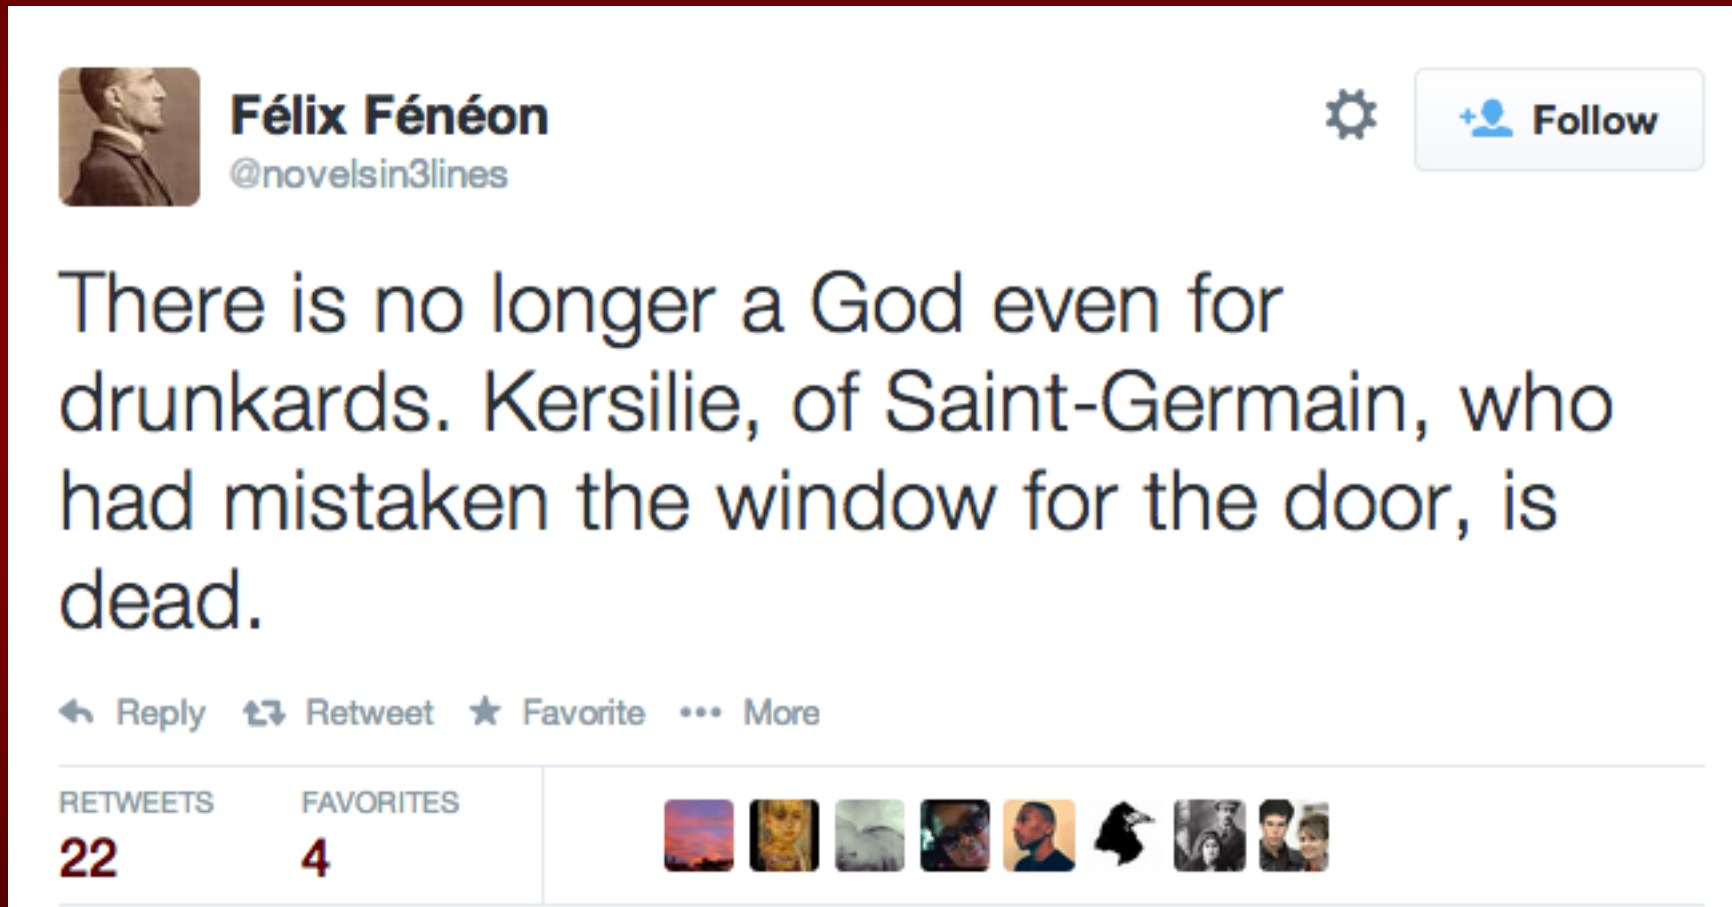 Félix Fénéon
@novelsin3lines
Follow
There is no longer a God even for
drunkards. Kersilie, of Saint-Germain, who
had mistaken the window for the door, is
dead.
Reply Retweet Favorite More
RETWEETS FAVORITES
22 4